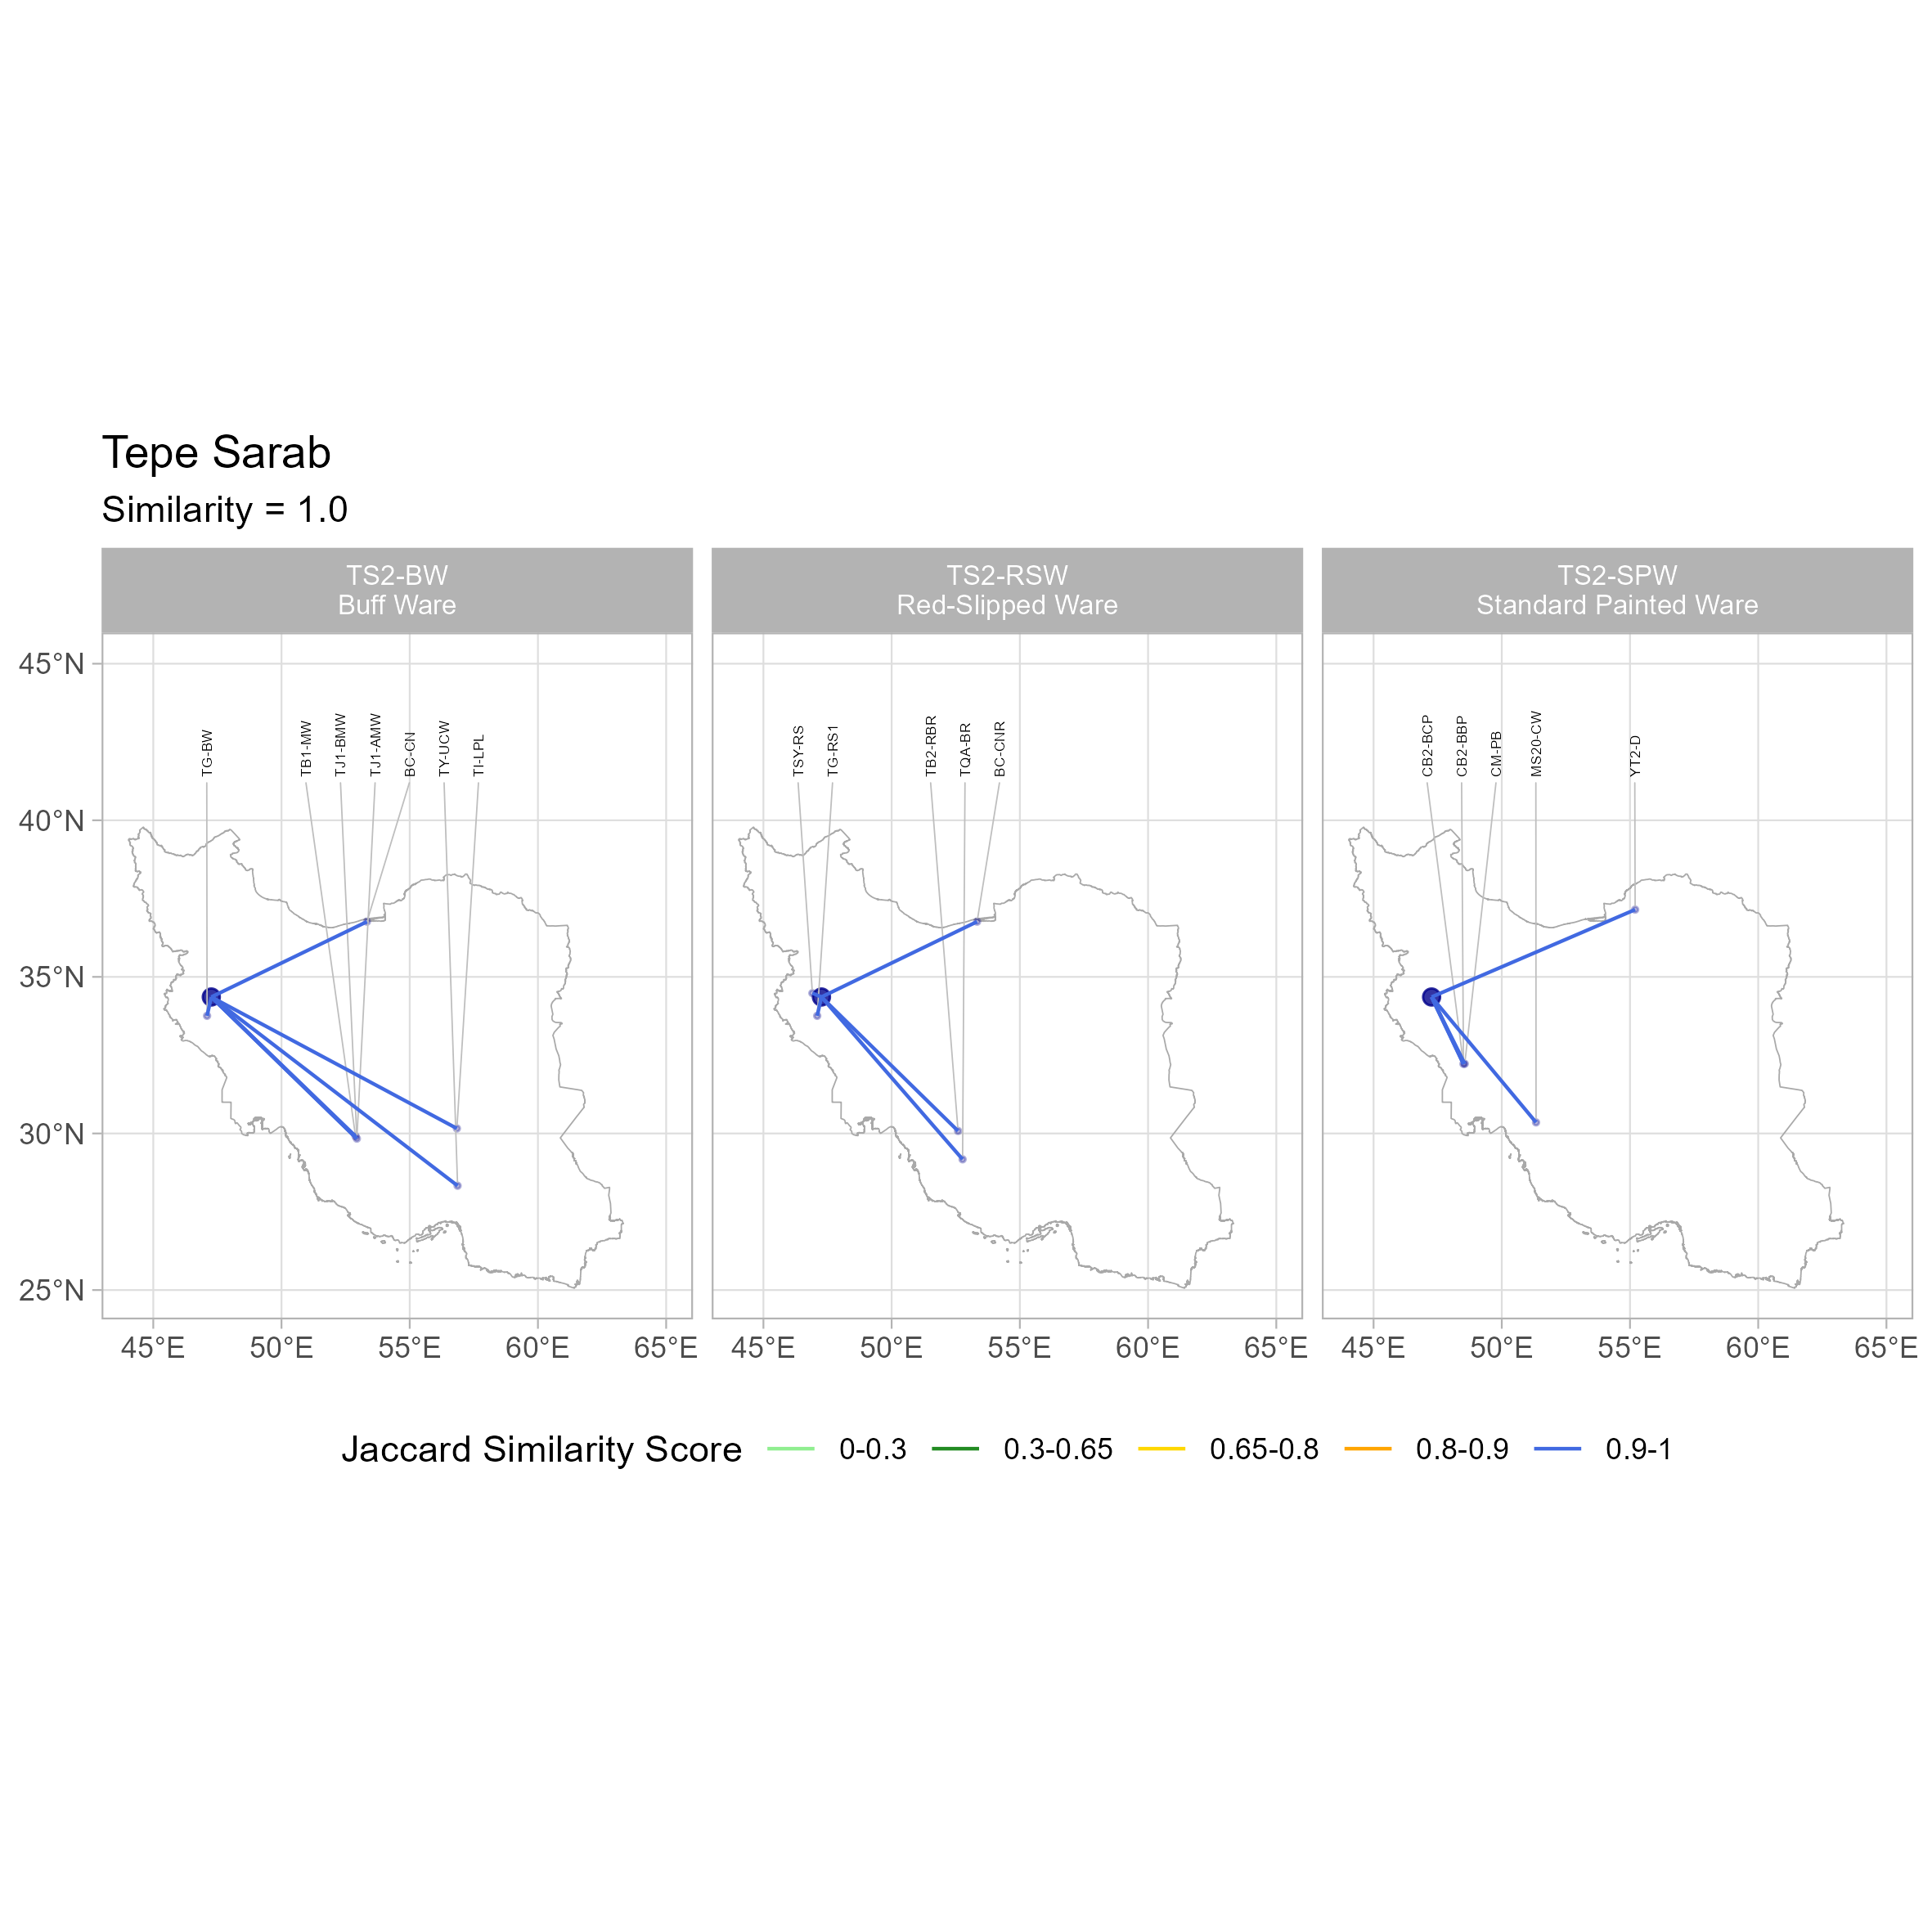 Tepe Sarab
Similarity = 1.0
TS2-BW
Buff Ware
TS2-RSW
Red-Slipped Ware
TS2-SPW
Standard Painted Ware
45°N
40°N
35°N
30°N
25°N
TG-BW
TB1-MW
TJ1-BMW
TJ1-AMW
BC-CN
TY-UCW
TI-LPL
TSY-RS
TG-RS1
TB2-RBR
TQA-BR
BC-CNR
CB2-BCP
CB2-BBP
CM-PB
MS20-CW
YT2-D
45°E 50°E 55°E 60°E 65°E
45°E 50°E 55°E 60°E 65°E
45°E 50°E 55°E 60°E 65°E
Jaccard Similarity Score 0-0.3 0.3-0.65 0.65-0.8 0.8-0.9 0.9-1